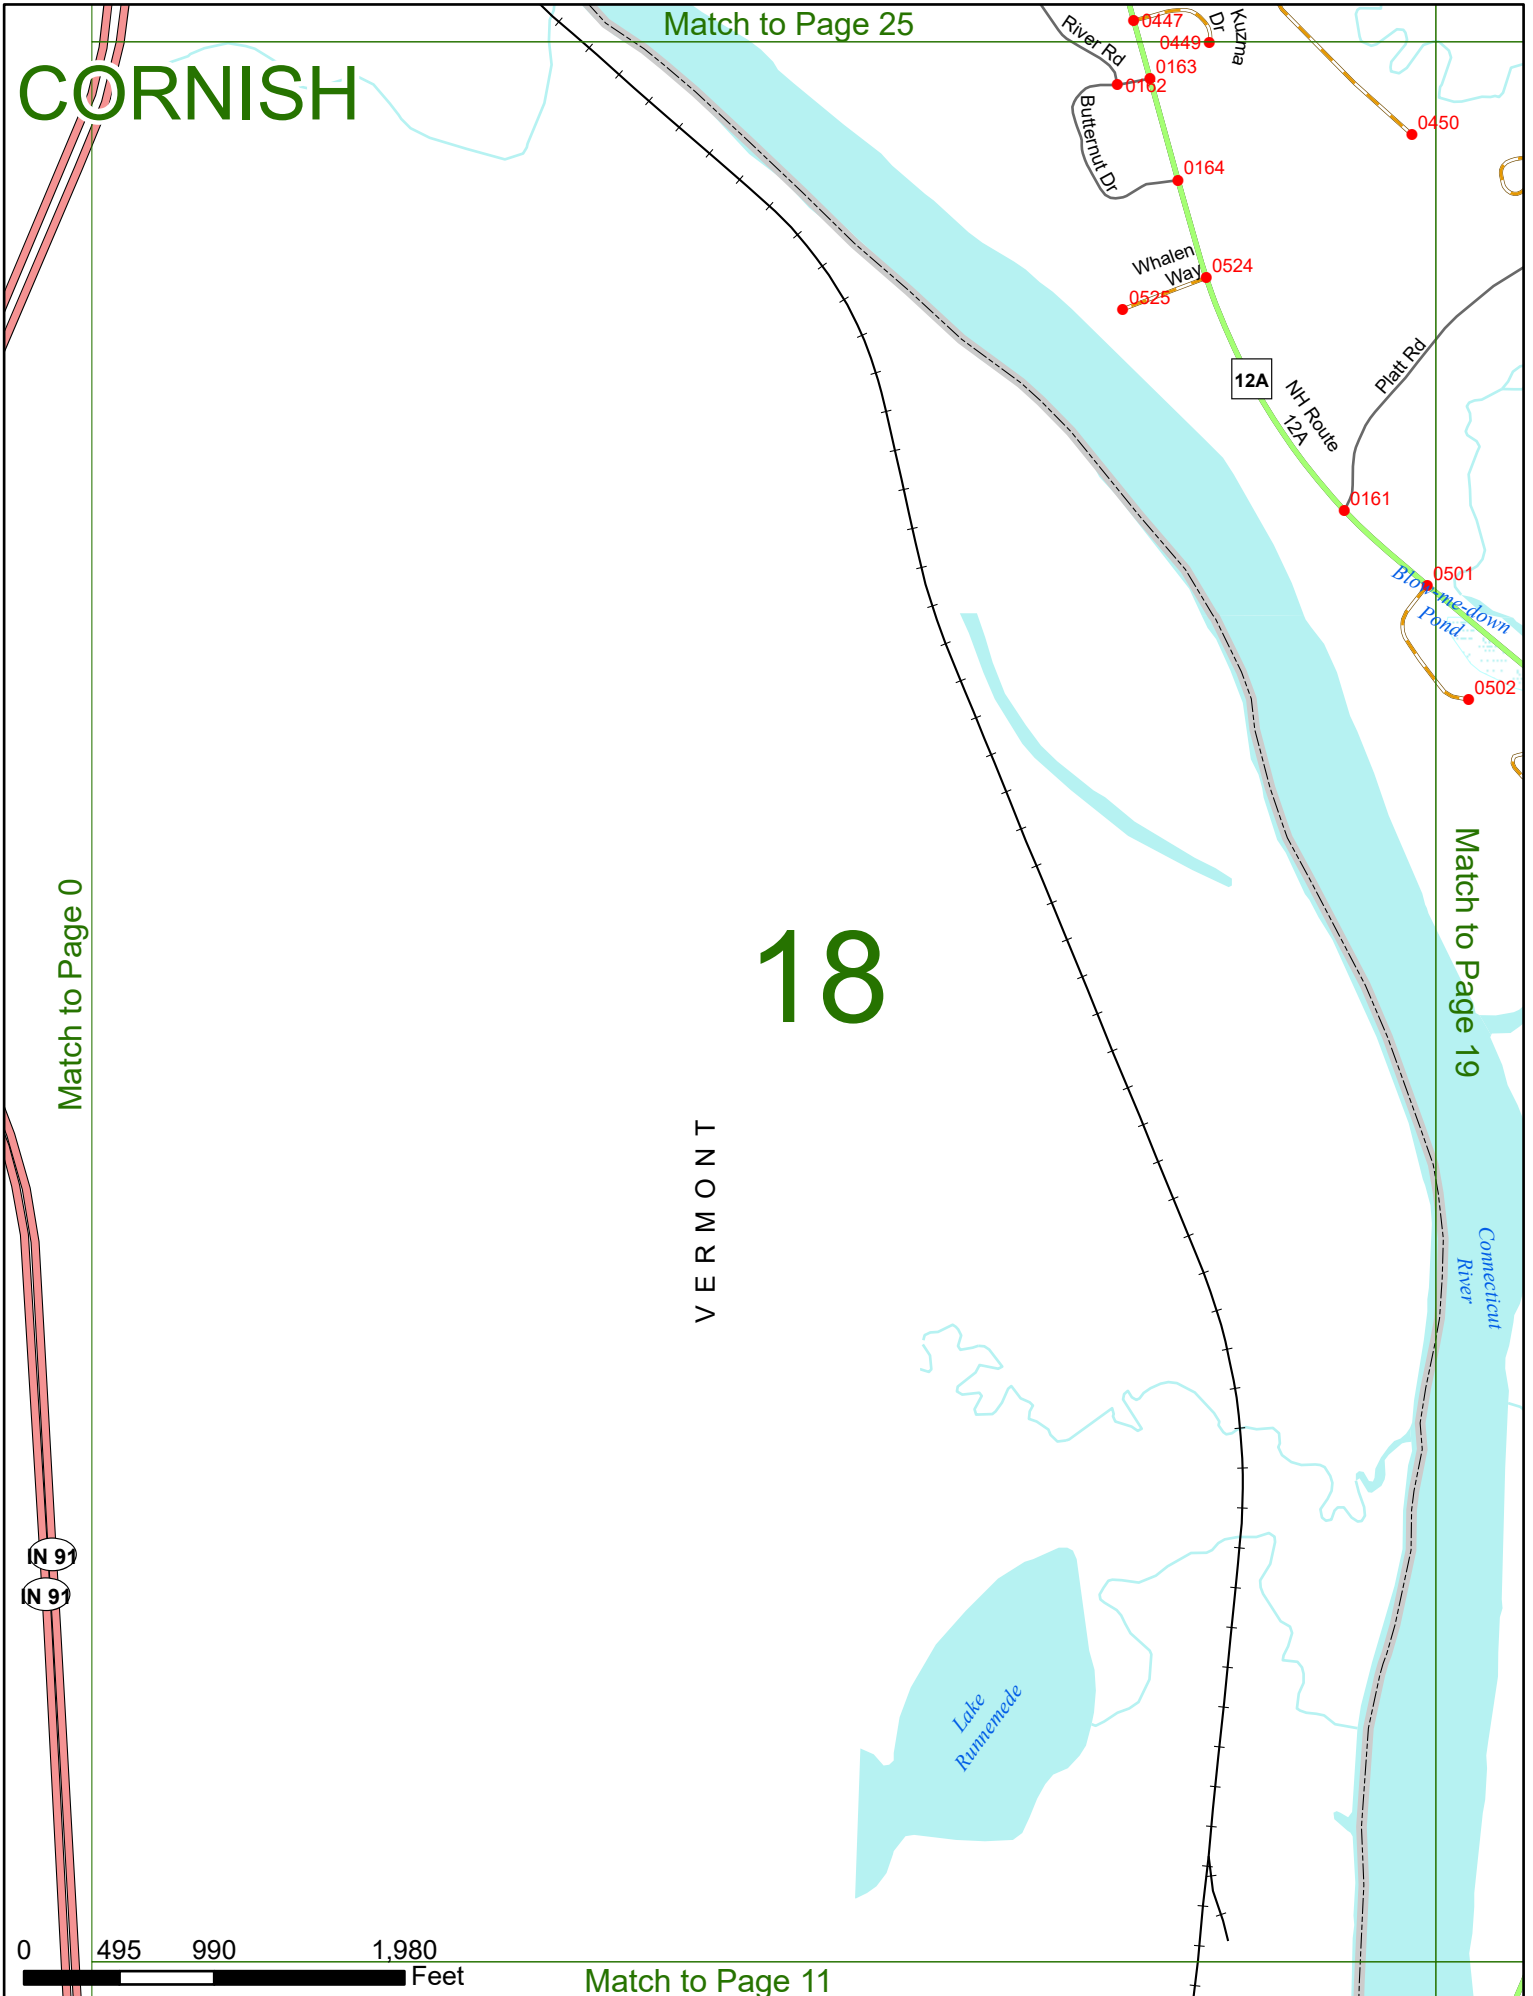 Match to Page 25
CORNISH
0447
Kuzma
Dr
0449
River Rd
0163
0162
Butternut Dr
0450
0164
Whalen
Way
0524
0525
12A
NH Route
12A
Platt Rd
0161
0501
Blow-me-down
Pond
0502
Match to Page 0
18
Match to Page 19
VERMONT
Connecticut
River
IN 91
IN 91
Lake
Runnemede
0 495 990 1,980
Feet
Match to Page 11